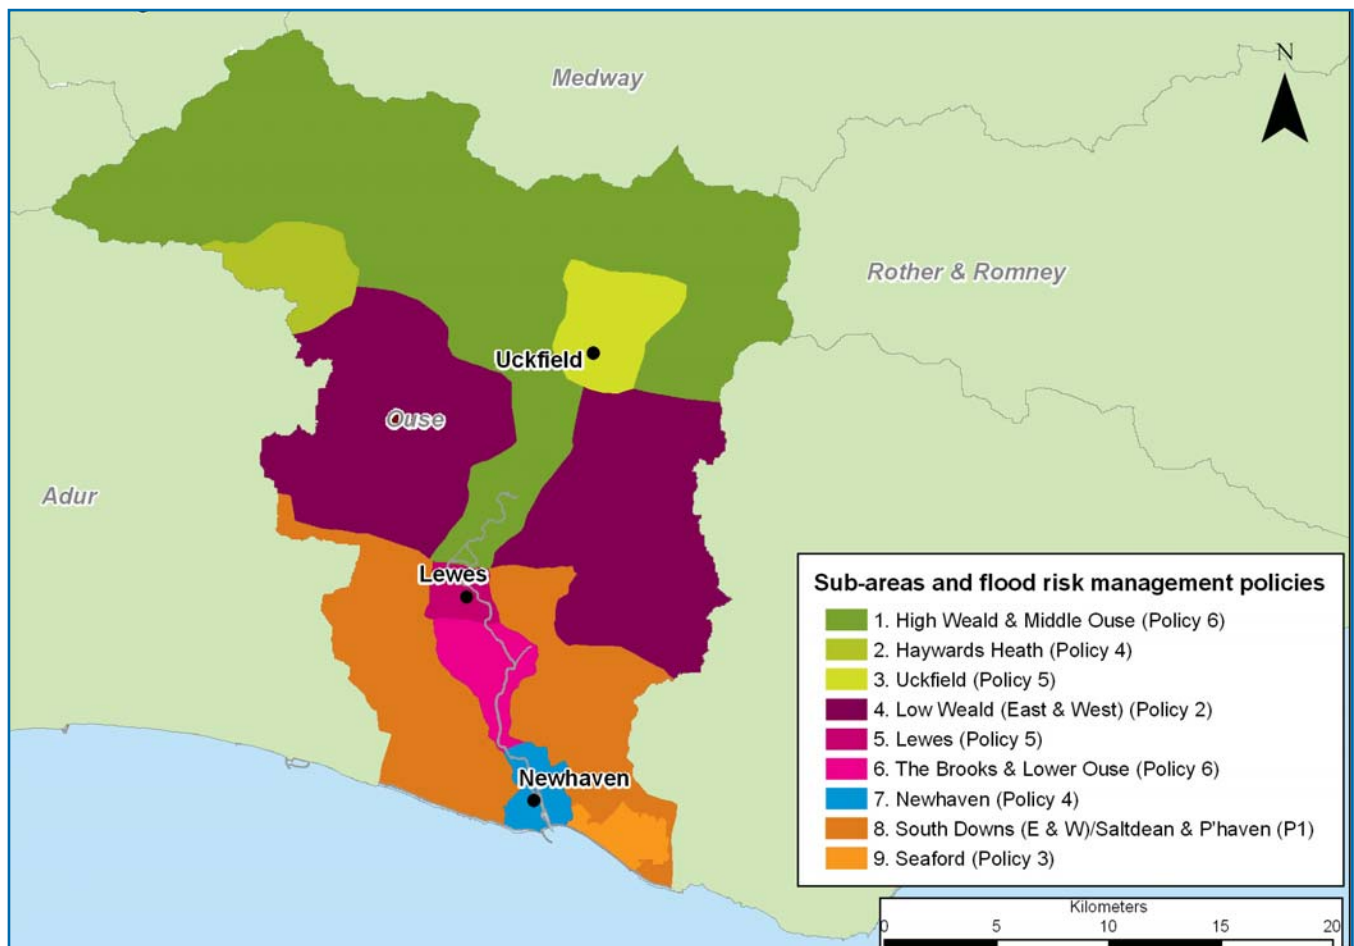 Medway
N
Rother & Romney
Uckfield
Ouse
Adur
Lewes
Newhaven
Sub-areas and flood risk management policies
1. High Weald & Middle Ouse (Policy 6)
2. Haywards Heath (Policy 4)
3. Uckfield (Policy 5)
4. Low Weald (East & West) (Policy 2)
5. Lewes (Policy 5)
6. The Brooks & Lower Ouse (Policy 6)
7. Newhaven (Policy 4)
8. South Downs (E & W)/Saltdean & P'haven (P1)
9. Seaford (Policy 3)
Kilometers
0 5 10 15 20